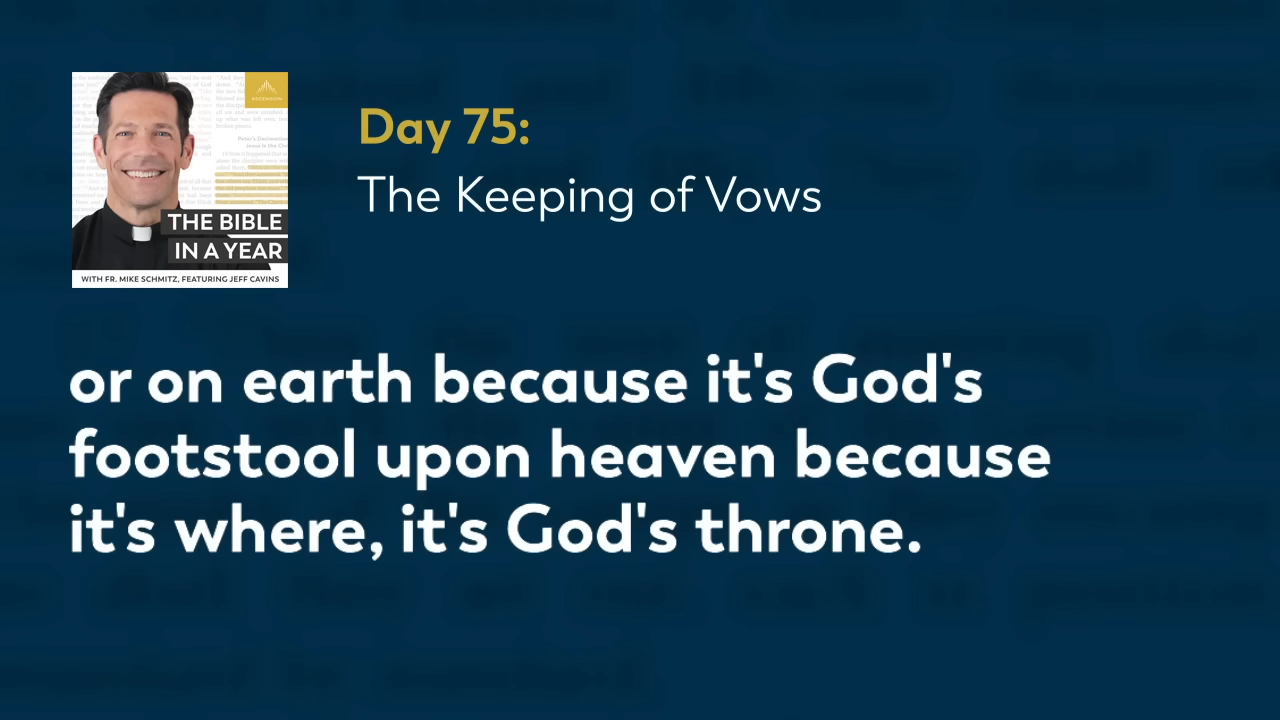 ASCENSION
THE BIBLE
IN A YEAR
WITH FR. MIKE SCHMITZ, FEATURING JEFF CAVINS
Day 75:
The Keeping of Vows
or on earth because it's God's
footstool upon heaven because
it's where, it's God's throne.